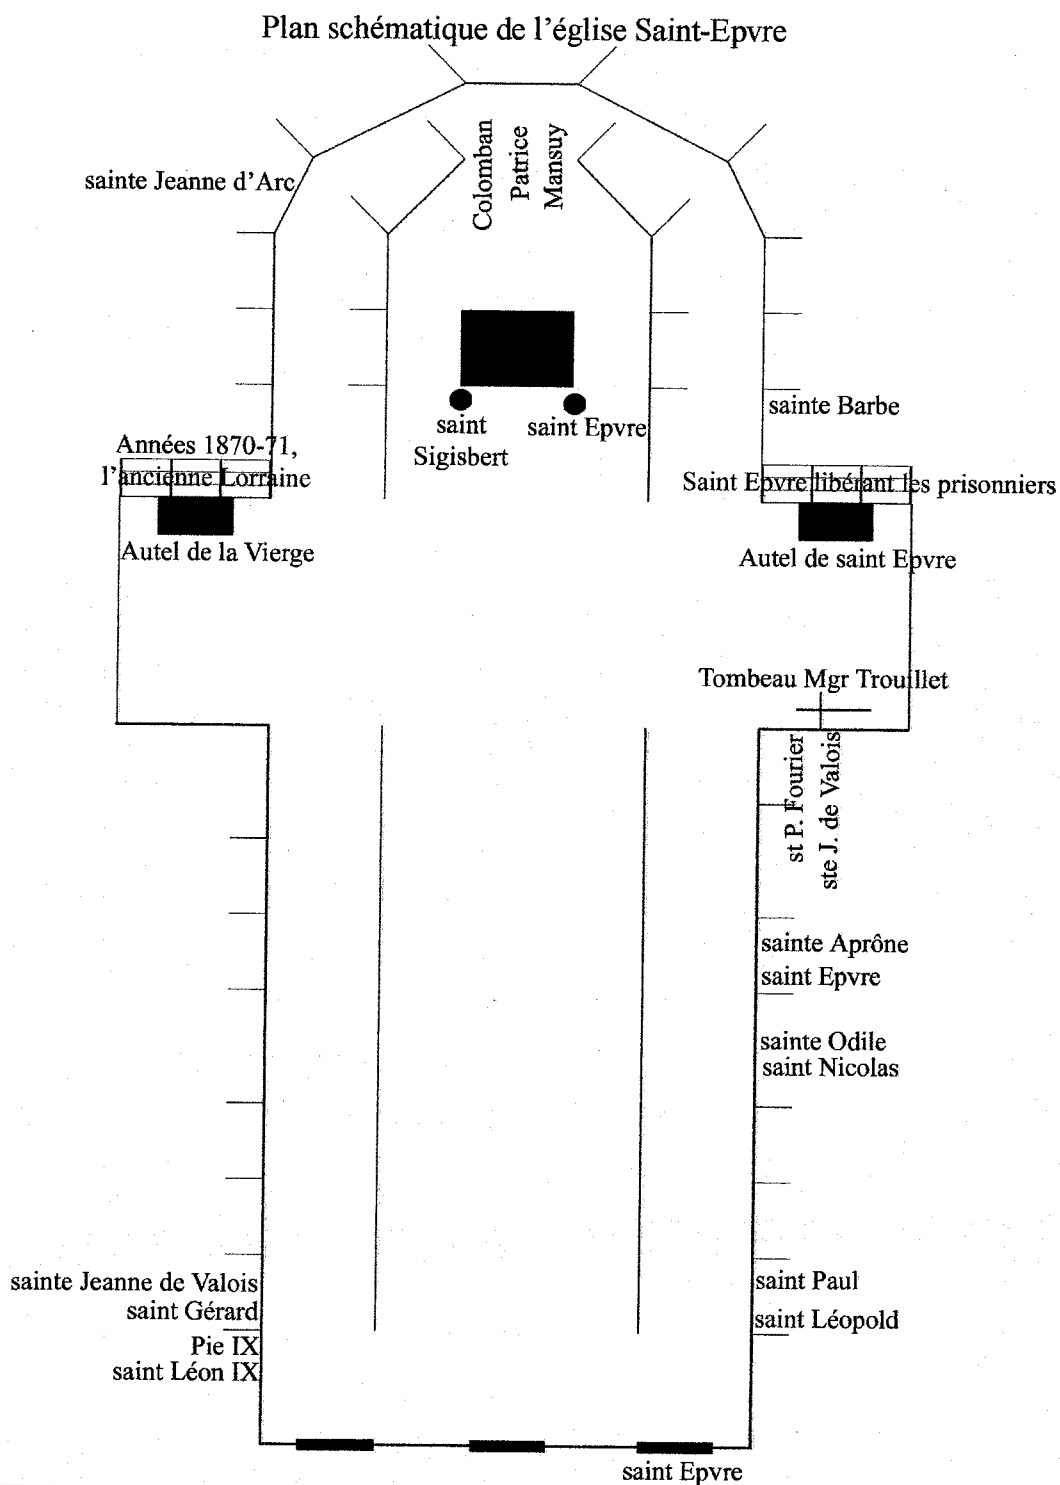 Plan schématique de l'église Saint-Epvre
Colomban
Patrice
Mansuy
sainte Jeanne d'Arc
saint
Sigisbert
saint Epvre
sainte Barbe
Années 1870-71,
l'ancienne Lorraine
Saint Epvre libérant les prisonniers
Autel de la Vierge
Autel de saint Epvre
Tombeau Mgr Trouillet
st P. Fourier
ste J. de Valois
sainte Aprône
saint Epvre
sainte Odile
saint Nicolas
sainte Jeanne de Valois
saint Gérard
Pie IX
saint Léon IX
saint Paul
saint Léopold
saint Epvre